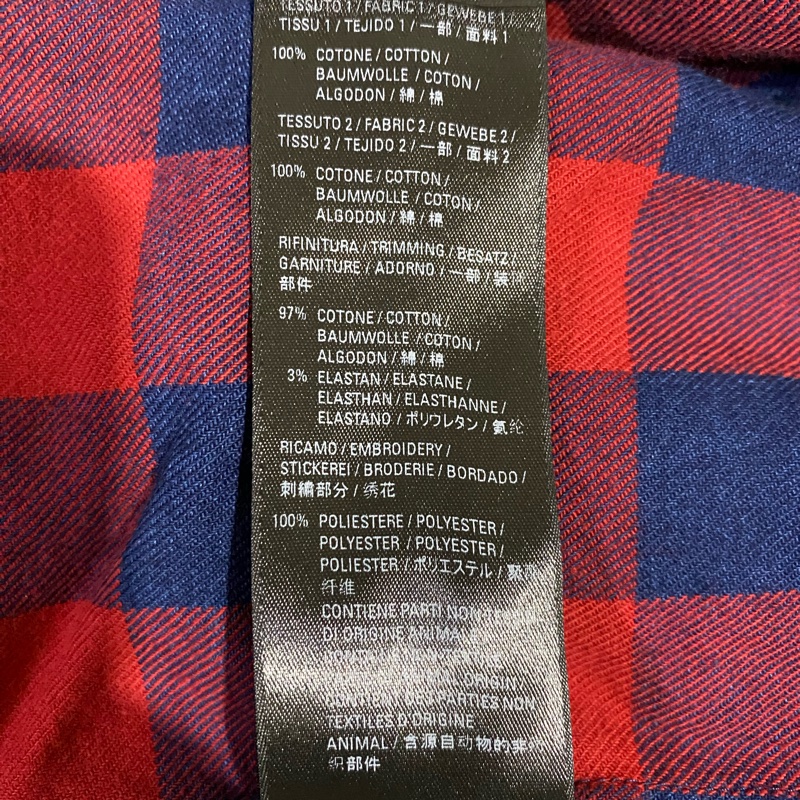 TESSUTO 1 / FABRIC 1 / GEWEBE 1 /
TISSU 1 / TEJIDO 1 / 一部 / 面料 1
100% COTONE / COTTON /
BAUMWOLLE / COTON /
ALGODON / 綿 / 棉
TESSUTO 2 / FABRIC 2 / GEWEBE 2 /
TISSU 2 / TEJIDO 2 / 一部 / 面料 2
100% COTONE / COTTON /
BAUMWOLLE / COTON /
ALGODON / 綿 / 棉
RIFINITURA / TRIMMING / BESATZ /
GARNITURE / ADORNO / 一部 / 装
部件
97% COTONE / COTTON /
BAUMWOLLE / COTON /
ALGODON / 綿 / 棉
3% ELASTAN / ELASTANE /
ELASTHAN / ELASTHANNE /
ELASTANO / ポリウレタン / 氨纶
RICAMO / EMBROIDERY /
STICKEREI / BRODERIE / BORDADO /
刺繍部分 / 绣花
100% POLIESTERE / POLYESTER /
POLYESTER / POLYESTER /
POLIESTER / ポリエステル /
纤维
CONTIENE PARTI NON
DI ORIGINE ANIMALE
ORIGIN
PARTIES NON
TEXTILES D'ORIGINE
ANIMAL / 含源自动物的非
织部件